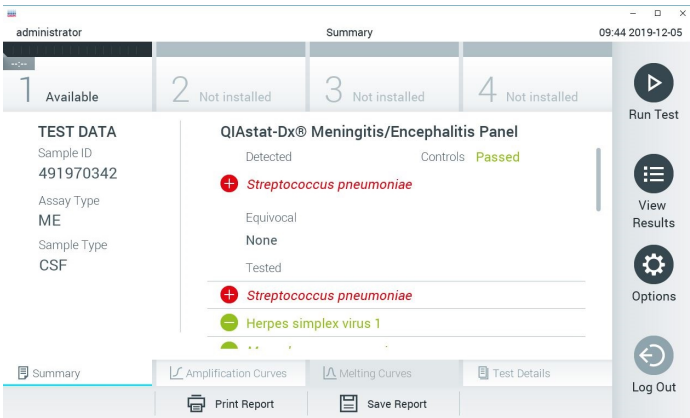 administrator
Summary
09:44 2019-12-05
--:--
1 Available
2 Not installed
3 Not installed
4 Not installed
TEST DATA
Sample ID
491970342
Assay Type
ME
Sample Type
CSF
QIAstat-Dx® Meningitis/Encephalitis Panel
Detected
Controls Passed
Streptococcus pneumoniae
Equivocal
None
Tested
Streptococcus pneumoniae
Herpes simplex virus 1
Run Test
View
Results
Options
Log Out
Summary
Amplification Curves
Melting Curves
Test Details
Print Report
Save Report